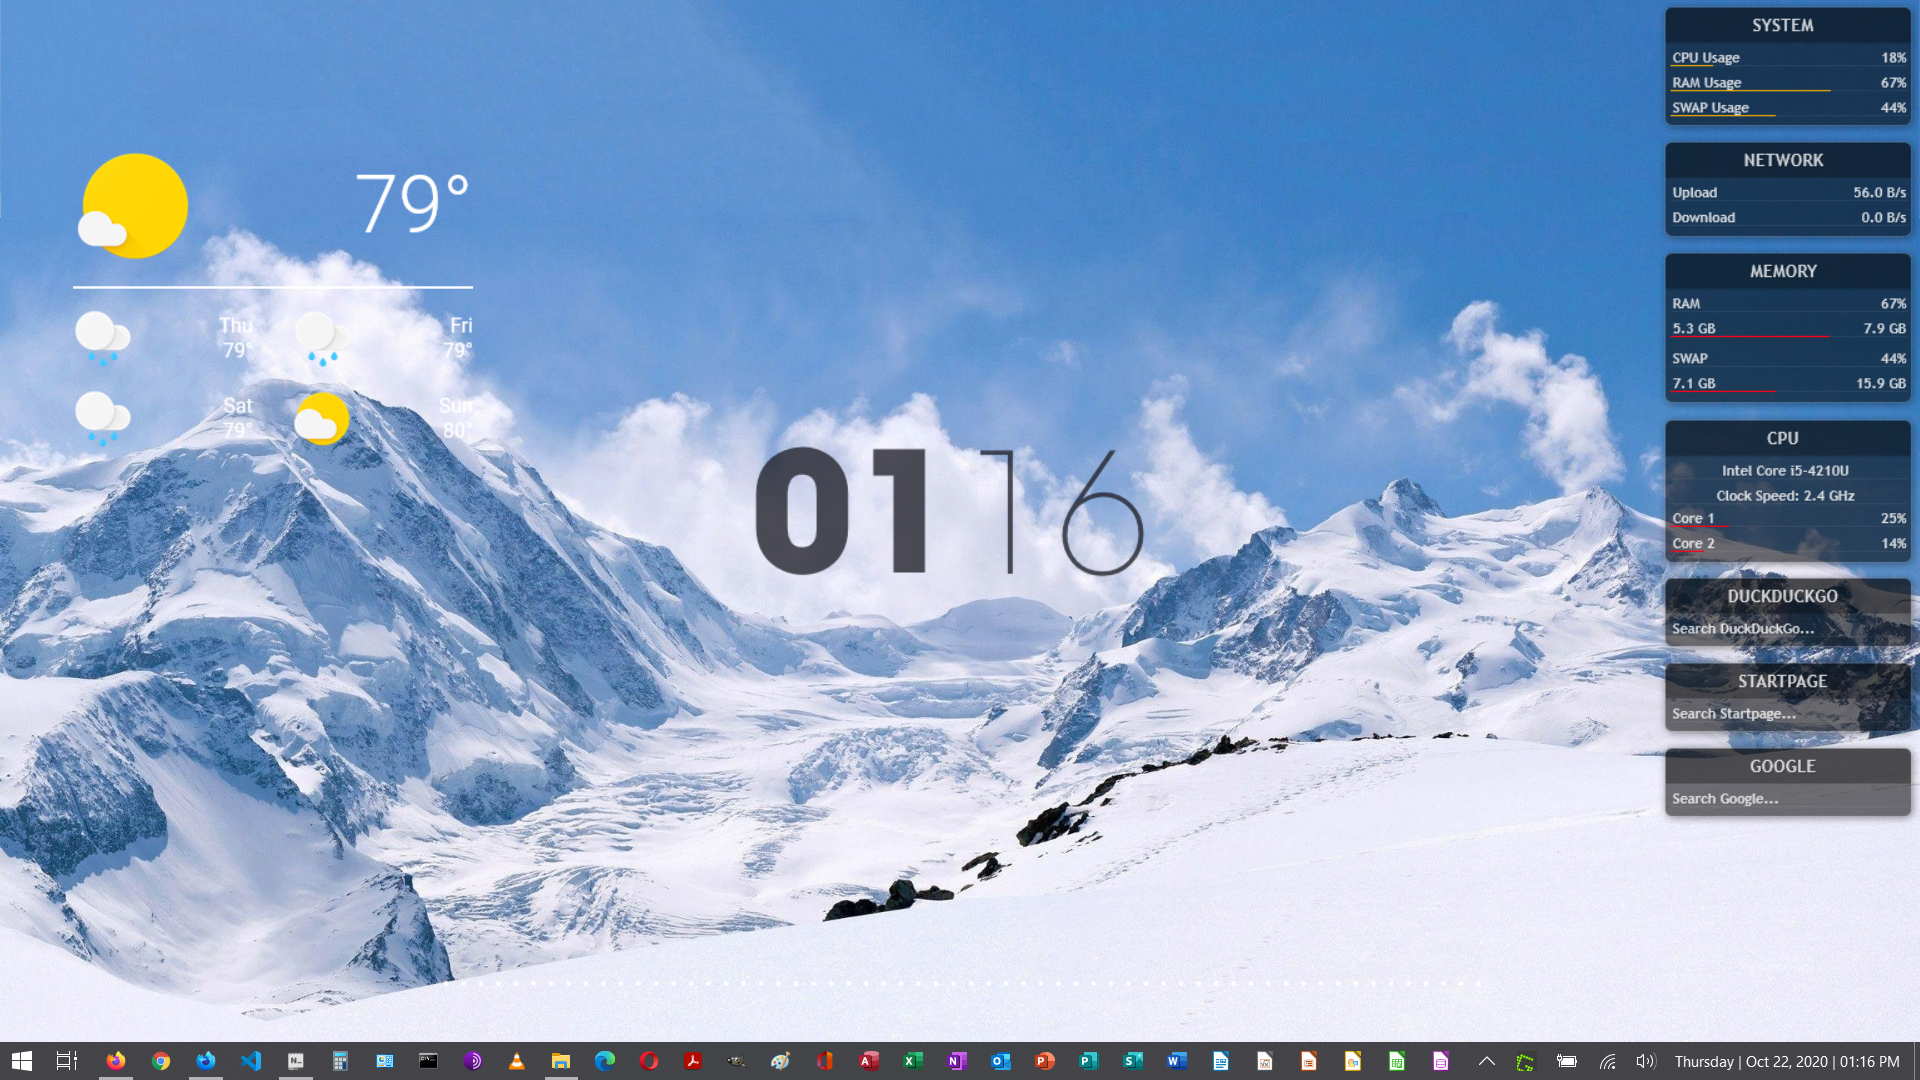 79°
Thu
79°
Fri
79°
Sat
79°
Sun
80°
01 16
SYSTEM
CPU Usage 18%
RAM Usage 67%
SWAP Usage 44%
NETWORK
Upload 56.0 B/s
Download 0.0 B/s
MEMORY
RAM 67%
5.3 GB 7.9 GB
SWAP 44%
7.1 GB 15.9 GB
CPU
Intel Core i5-4210U
Clock Speed: 2.4 GHz
Core 1 25%
Core 2 14%
DUCKDUCKGO
Search DuckDuckGo...
STARTPAGE
Search Startpage...
GOOGLE
Search Google...
Thursday | Oct 22, 2020 | 01:16 PM